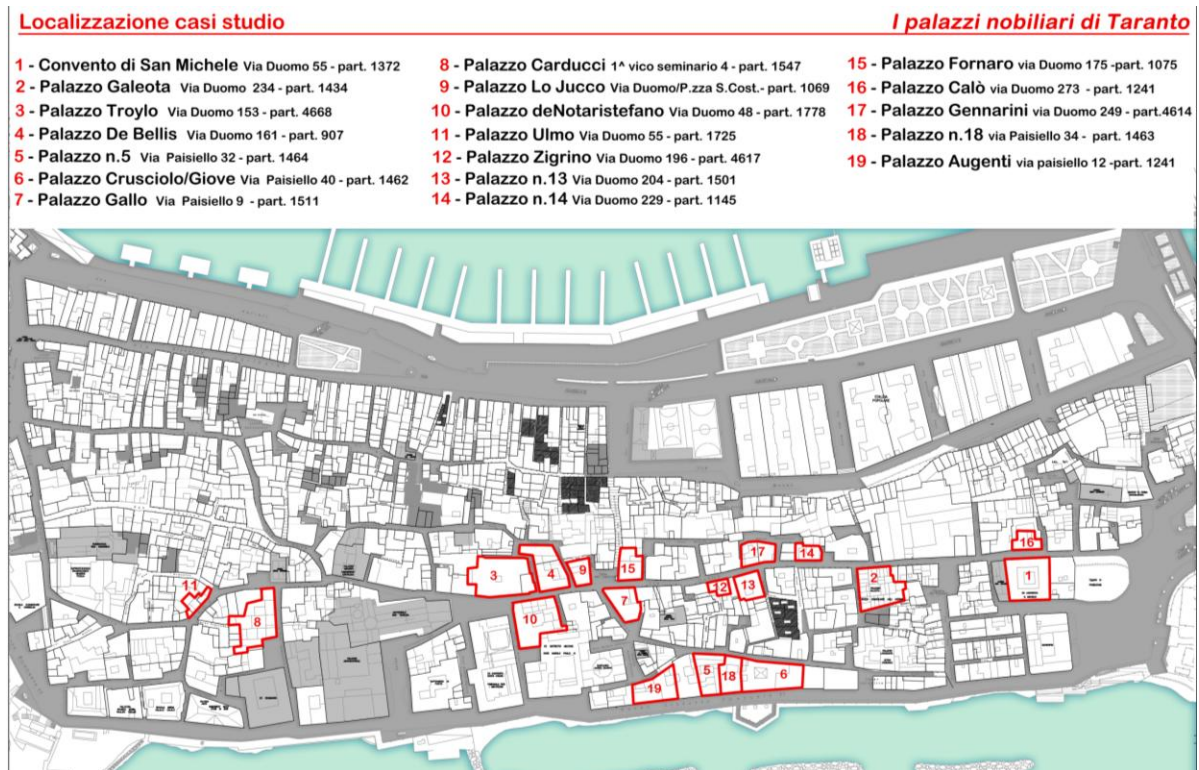 Localizzazione casi studio
I palazzi nobiliari di Taranto
1 - Convento di San Michele Via Duomo 55 - part. 1372
2 - Palazzo Galeota Via Duomo 234 - part. 1434
3 - Palazzo Troylo Via Duomo 153 - part. 4668
4 - Palazzo De Bellis Via Duomo 161 - part. 907
5 - Palazzo n.5 Via Paisiello 32 - part. 1464
6 - Palazzo Crusciolo/Giove Via Paisiello 40 - part. 1462
7 - Palazzo Gallo Via Paisiello 9 - part. 1511
8 - Palazzo Carducci 1^ vico seminario 4 - part. 1547
9 - Palazzo Lo Jucco Via Duomo/P.zza S.Cost.- part. 1069
10 - Palazzo deNotaristefano Via Duomo 48 - part. 1778
11 - Palazzo Ulmo Via Duomo 55 - part. 1725
12 - Palazzo Zigrino Via Duomo 196 - part. 4617
13 - Palazzo n.13 Via Duomo 204 - part. 1501
14 - Palazzo n.14 Via Duomo 229 - part. 1145
15 - Palazzo Fornaro via Duomo 175 -part. 1075
16 - Palazzo Calò via Duomo 273 - part. 1241
17 - Palazzo Gennarini via Duomo 249 - part.4614
18 - Palazzo n.18 via Paisiello 34 - part. 1463
19 - Palazzo Augenti via paisiello 12 -part. 1241
16
17
14
15
3
4
9
2
1
2
13
11
7
10
8
5
18
6
19